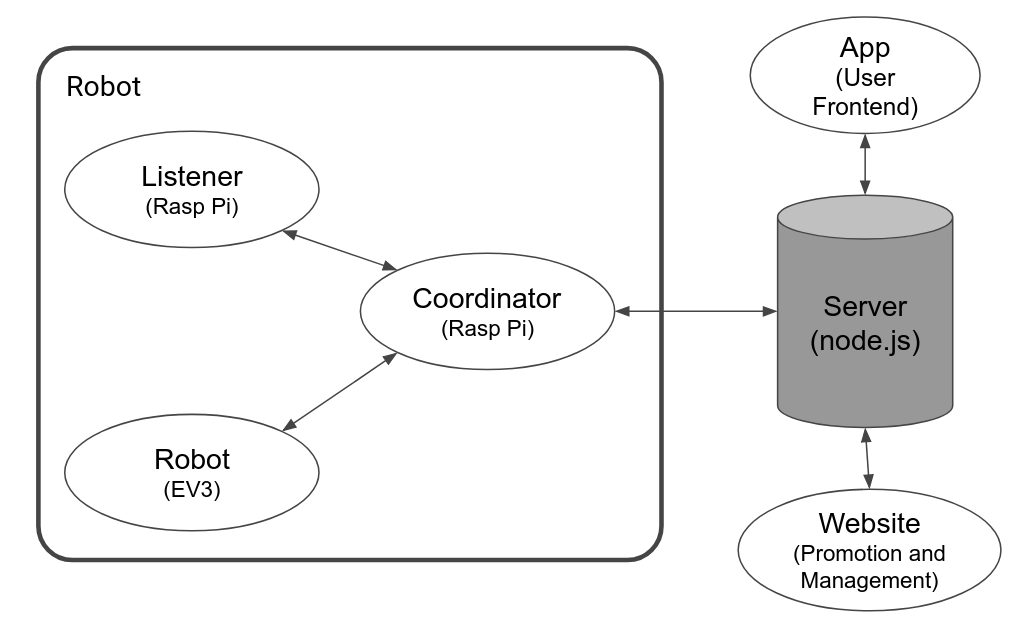 Robot
Listener
(Rasp Pi)
Coordinator
(Rasp Pi)
Robot
(EV3)
App
(User
Frontend)
Server
(node.js)
Website
(Promotion and
Management)